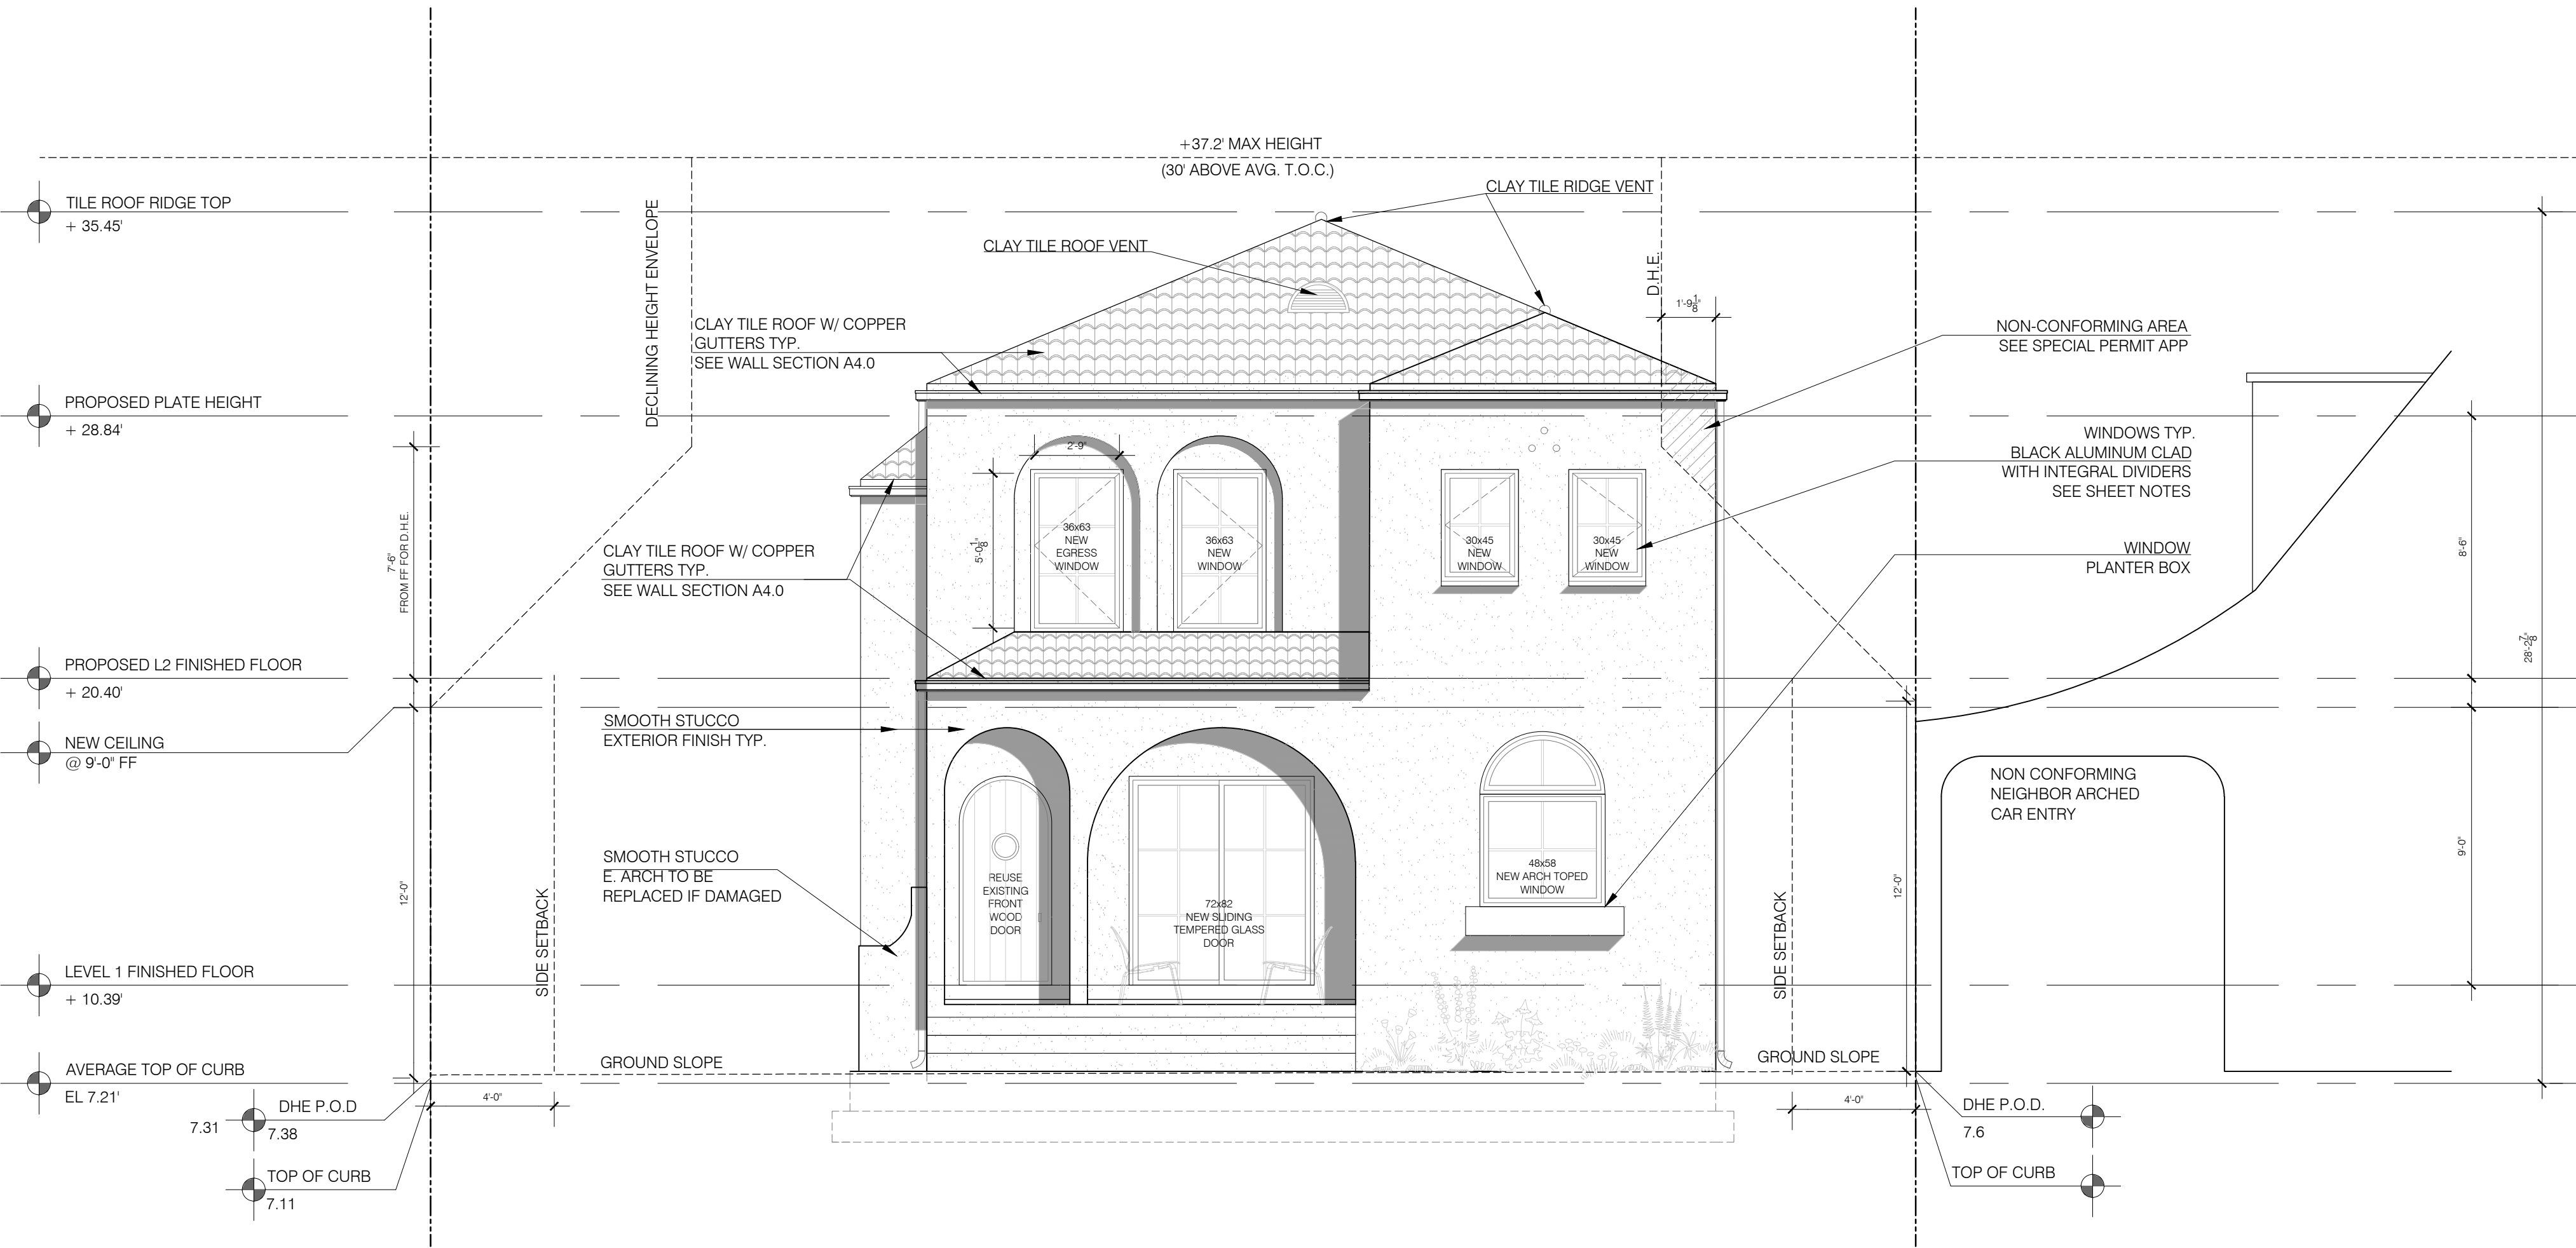 +37.2' MAX HEIGHT
(30' ABOVE AVG. T.O.C.)
TILE ROOF RIDGE TOP
+ 35.45'
CLAY TILE RIDGE VENT
CLAY TILE ROOF VENT
DECLINING HEIGHT ENVELOPE
D.H.E.
1'-9 1/8"
CLAY TILE ROOF W/ COPPER
GUTTERS TYP.
SEE WALL SECTION A4.0
NON-CONFORMING AREA
SEE SPECIAL PERMIT APP
PROPOSED PLATE HEIGHT
+ 28.84'
WINDOWS TYP.
BLACK ALUMINUM CLAD
WITH INTEGRAL DIVIDERS
SEE SHEET NOTES
2'-9"
5'-0 1/8"
36x63
NEW
EGRESS
WINDOW
36x63
NEW
WINDOW
30x45
NEW
WINDOW
30x45
NEW
WINDOW
7'-6"
FROM FF FOR D.H.E.
CLAY TILE ROOF W/ COPPER
GUTTERS TYP.
SEE WALL SECTION A4.0
WINDOW
PLANTER BOX
8'-6"
28'-2 7/8"
PROPOSED L2 FINISHED FLOOR
+ 20.40'
SMOOTH STUCCO
EXTERIOR FINISH TYP.
NEW CEILING
@ 9'-0" FF
NON CONFORMING
NEIGHBOR ARCHED
CAR ENTRY
9'-0"
12'-0"
SMOOTH STUCCO
E. ARCH TO BE
REPLACED IF DAMAGED
REUSE
EXISTING
FRONT
WOOD
DOOR
72x82
NEW SLIDING
TEMPERED GLASS
DOOR
48x58
NEW ARCH TOPED
WINDOW
12'-0"
SIDE SETBACK
SIDE SETBACK
LEVEL 1 FINISHED FLOOR
+ 10.39'
GROUND SLOPE
GROUND SLOPE
AVERAGE TOP OF CURB
EL 7.21'
4'-0"
4'-0"
DHE P.O.D
7.31
7.38
TOP OF CURB
7.11
DHE P.O.D.
7.6
TOP OF CURB